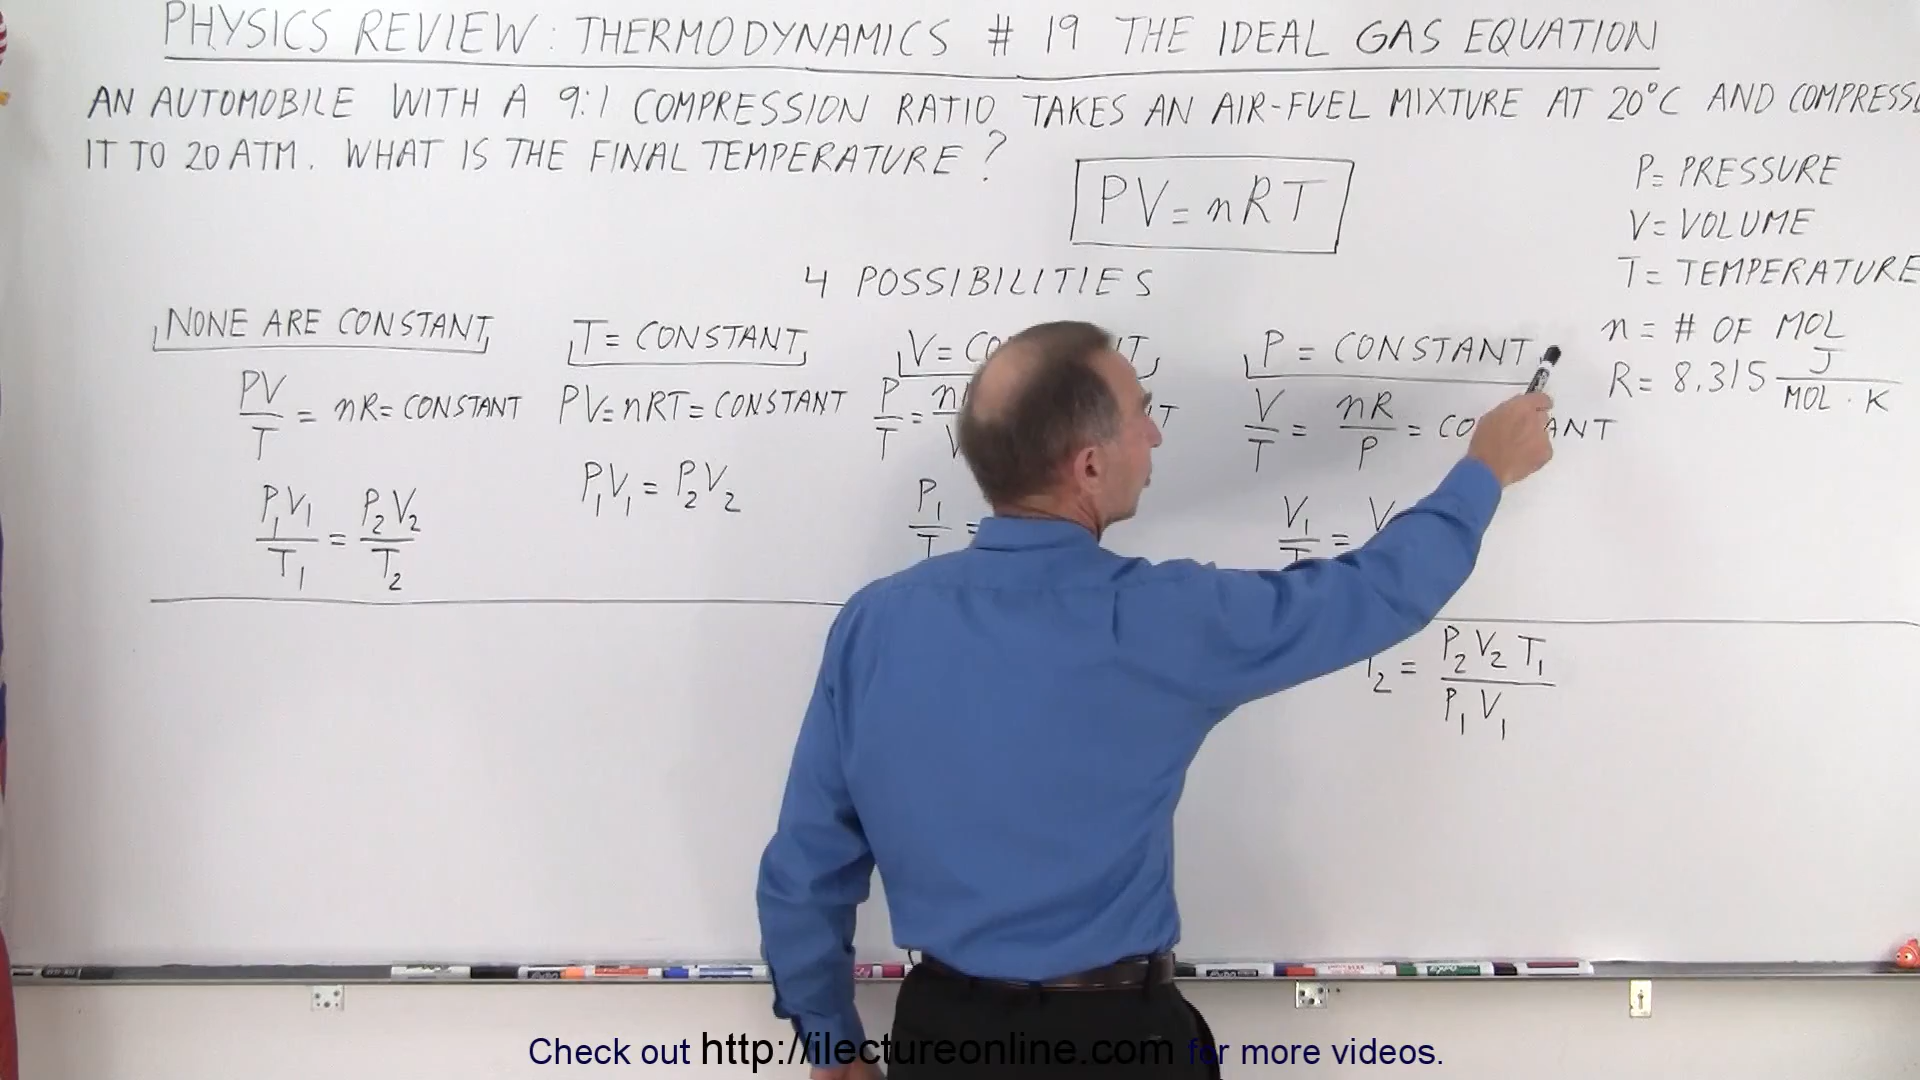 PHYSICS REVIEW: THERMODYNAMICS # 19 THE IDEAL GAS EQUATION
AN AUTOMOBILE WITH A 9:1 COMPRESSION RATIO TAKES AN AIR-FUEL MIXTURE AT 20°C AND COMPRESS
IT TO 20 ATM. WHAT IS THE FINAL TEMPERATURE?
PV=nRT
P= PRESSURE
V= VOLUME
T= TEMPERATURE
n = # OF MOL
R= 8.315 J/MOL·K
4 POSSIBILITIES
NONE ARE CONSTANT
PV/T = nR= CONSTANT
P₁V₁/T₁ = P₂V₂/T₂
T= CONSTANT
PV=nRT=CONSTANT
P₁V₁ = P₂V₂
V=
P/T =
P₁/T =
P = CONSTANT
V/T = nR/P =
V₁/T =
T₂ = P₂V₂T₁/P₁V₁
Check out http://ilectureonline.com for more videos.